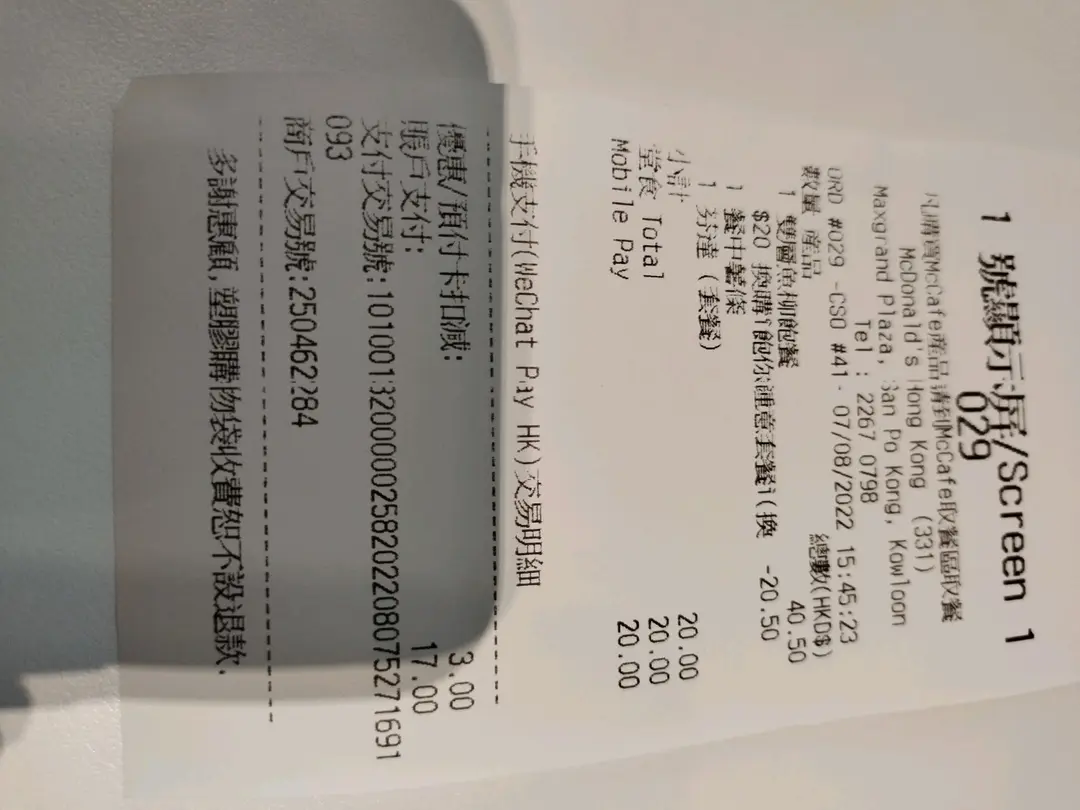 1 號顯示屏/Screen 1
029
凡購買McCafe產品請到McCafe取餐區取餐
McDonald's Hong Kong (331)
Maxgrand Plaza, San Po Kong, Kowloon
Tel : 2267 0798
ORD #029 -CSO #41- 07/08/2022 15:45:23
數量 產品 總數(HKD$)
1 雙層魚柳飽餐 40.50
$20 換購1飽你鍾意套餐1(換 -20.50
1 餐中薯條
1 芬達 (套餐)
小計 20.00
堂食 Total 20.00
Mobile Pay 20.00
手機支付(WeChat Pay HK)交易明細
優惠/預付卡扣減: 3.00
賬戶支付: 17.00
支付交易號:1010013200000258202208075271691
093
商戶交易號:250462284
多謝惠顧,塑膠購物袋收費恕不設退款.